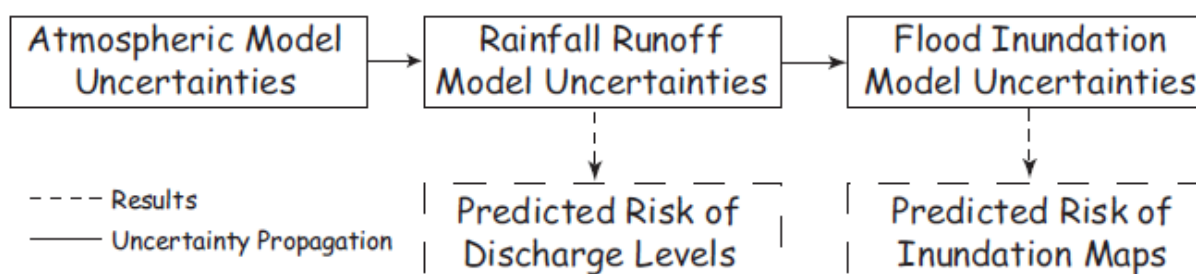 Atmospheric Model
Uncertainties
Rainfall Runoff
Model Uncertainties
Flood Inundation
Model Uncertainties
Results
Uncertainty Propagation
Predicted Risk of
Discharge Levels
Predicted Risk of
Inundation Maps